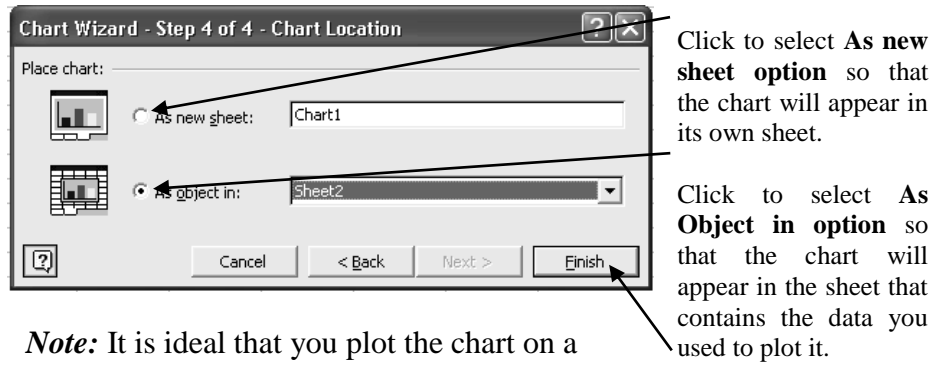 Chart Wizard - Step 4 of 4 - Chart Location
Place chart:
As new sheet:
Chart1
As object in:
Sheet2
Cancel
< Back
Next >
Finish
Click to select As new
sheet option so that
the chart will appear in
its own sheet.
Click to select As
Object in option so
that the chart will
appear in the sheet that
contains the data you
used to plot it.
Note: It is ideal that you plot the chart on a